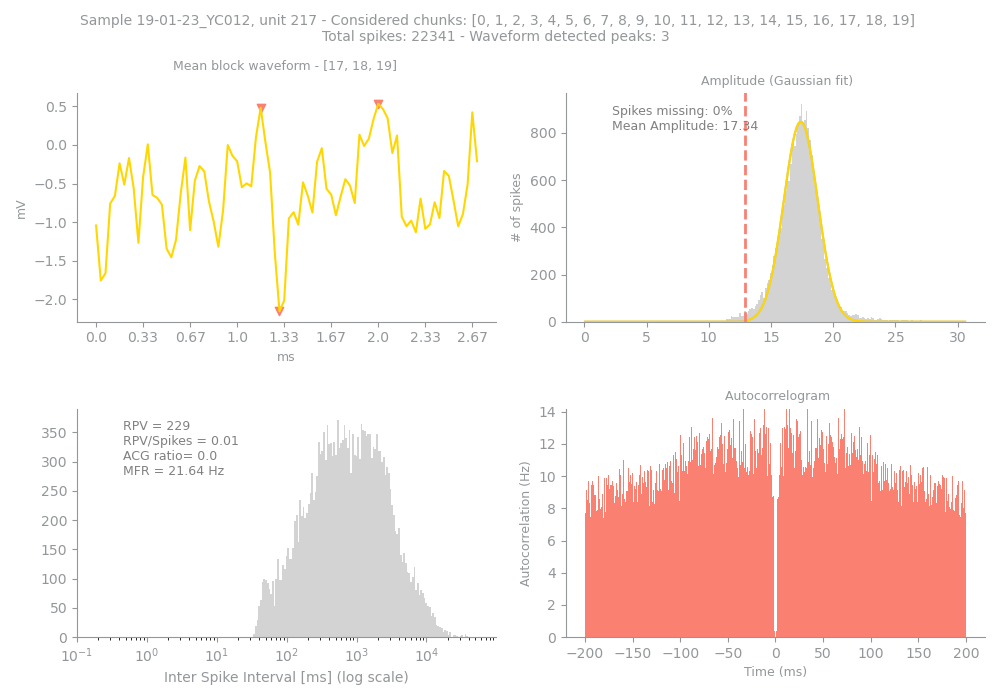 Sample 19-01-23_YC012, unit 217 - Considered chunks: [0, 1, 2, 3, 4, 5, 6, 7, 8, 9, 10, 11, 12, 13, 14, 15, 16, 17, 18, 19]
Total spikes: 22341 - Waveform detected peaks: 3
Mean block waveform - [17, 18, 19]
0.5
0.0
−0.5
−1.0
−1.5
−2.0
mV
0.0 0.33 0.67 1.0 1.33 1.67 2.0 2.33 2.67
ms
Amplitude (Gaussian fit)
Spikes missing: 0%
Mean Amplitude: 17.34
800
600
400
200
0
# of spikes
0 5 10 15 20 25 30
RPV = 229
RPV/Spikes = 0.01
ACG ratio= 0.0
MFR = 21.64 Hz
350
300
250
200
150
100
50
0
10⁻¹ 10⁰ 10¹ 10² 10³ 10⁴
Inter Spike Interval [ms] (log scale)
Autocorrelogram
14
12
10
8
6
4
2
0
Autocorrelation (Hz)
−200 −150 −100 −50 0 50 100 150 200
Time (ms)